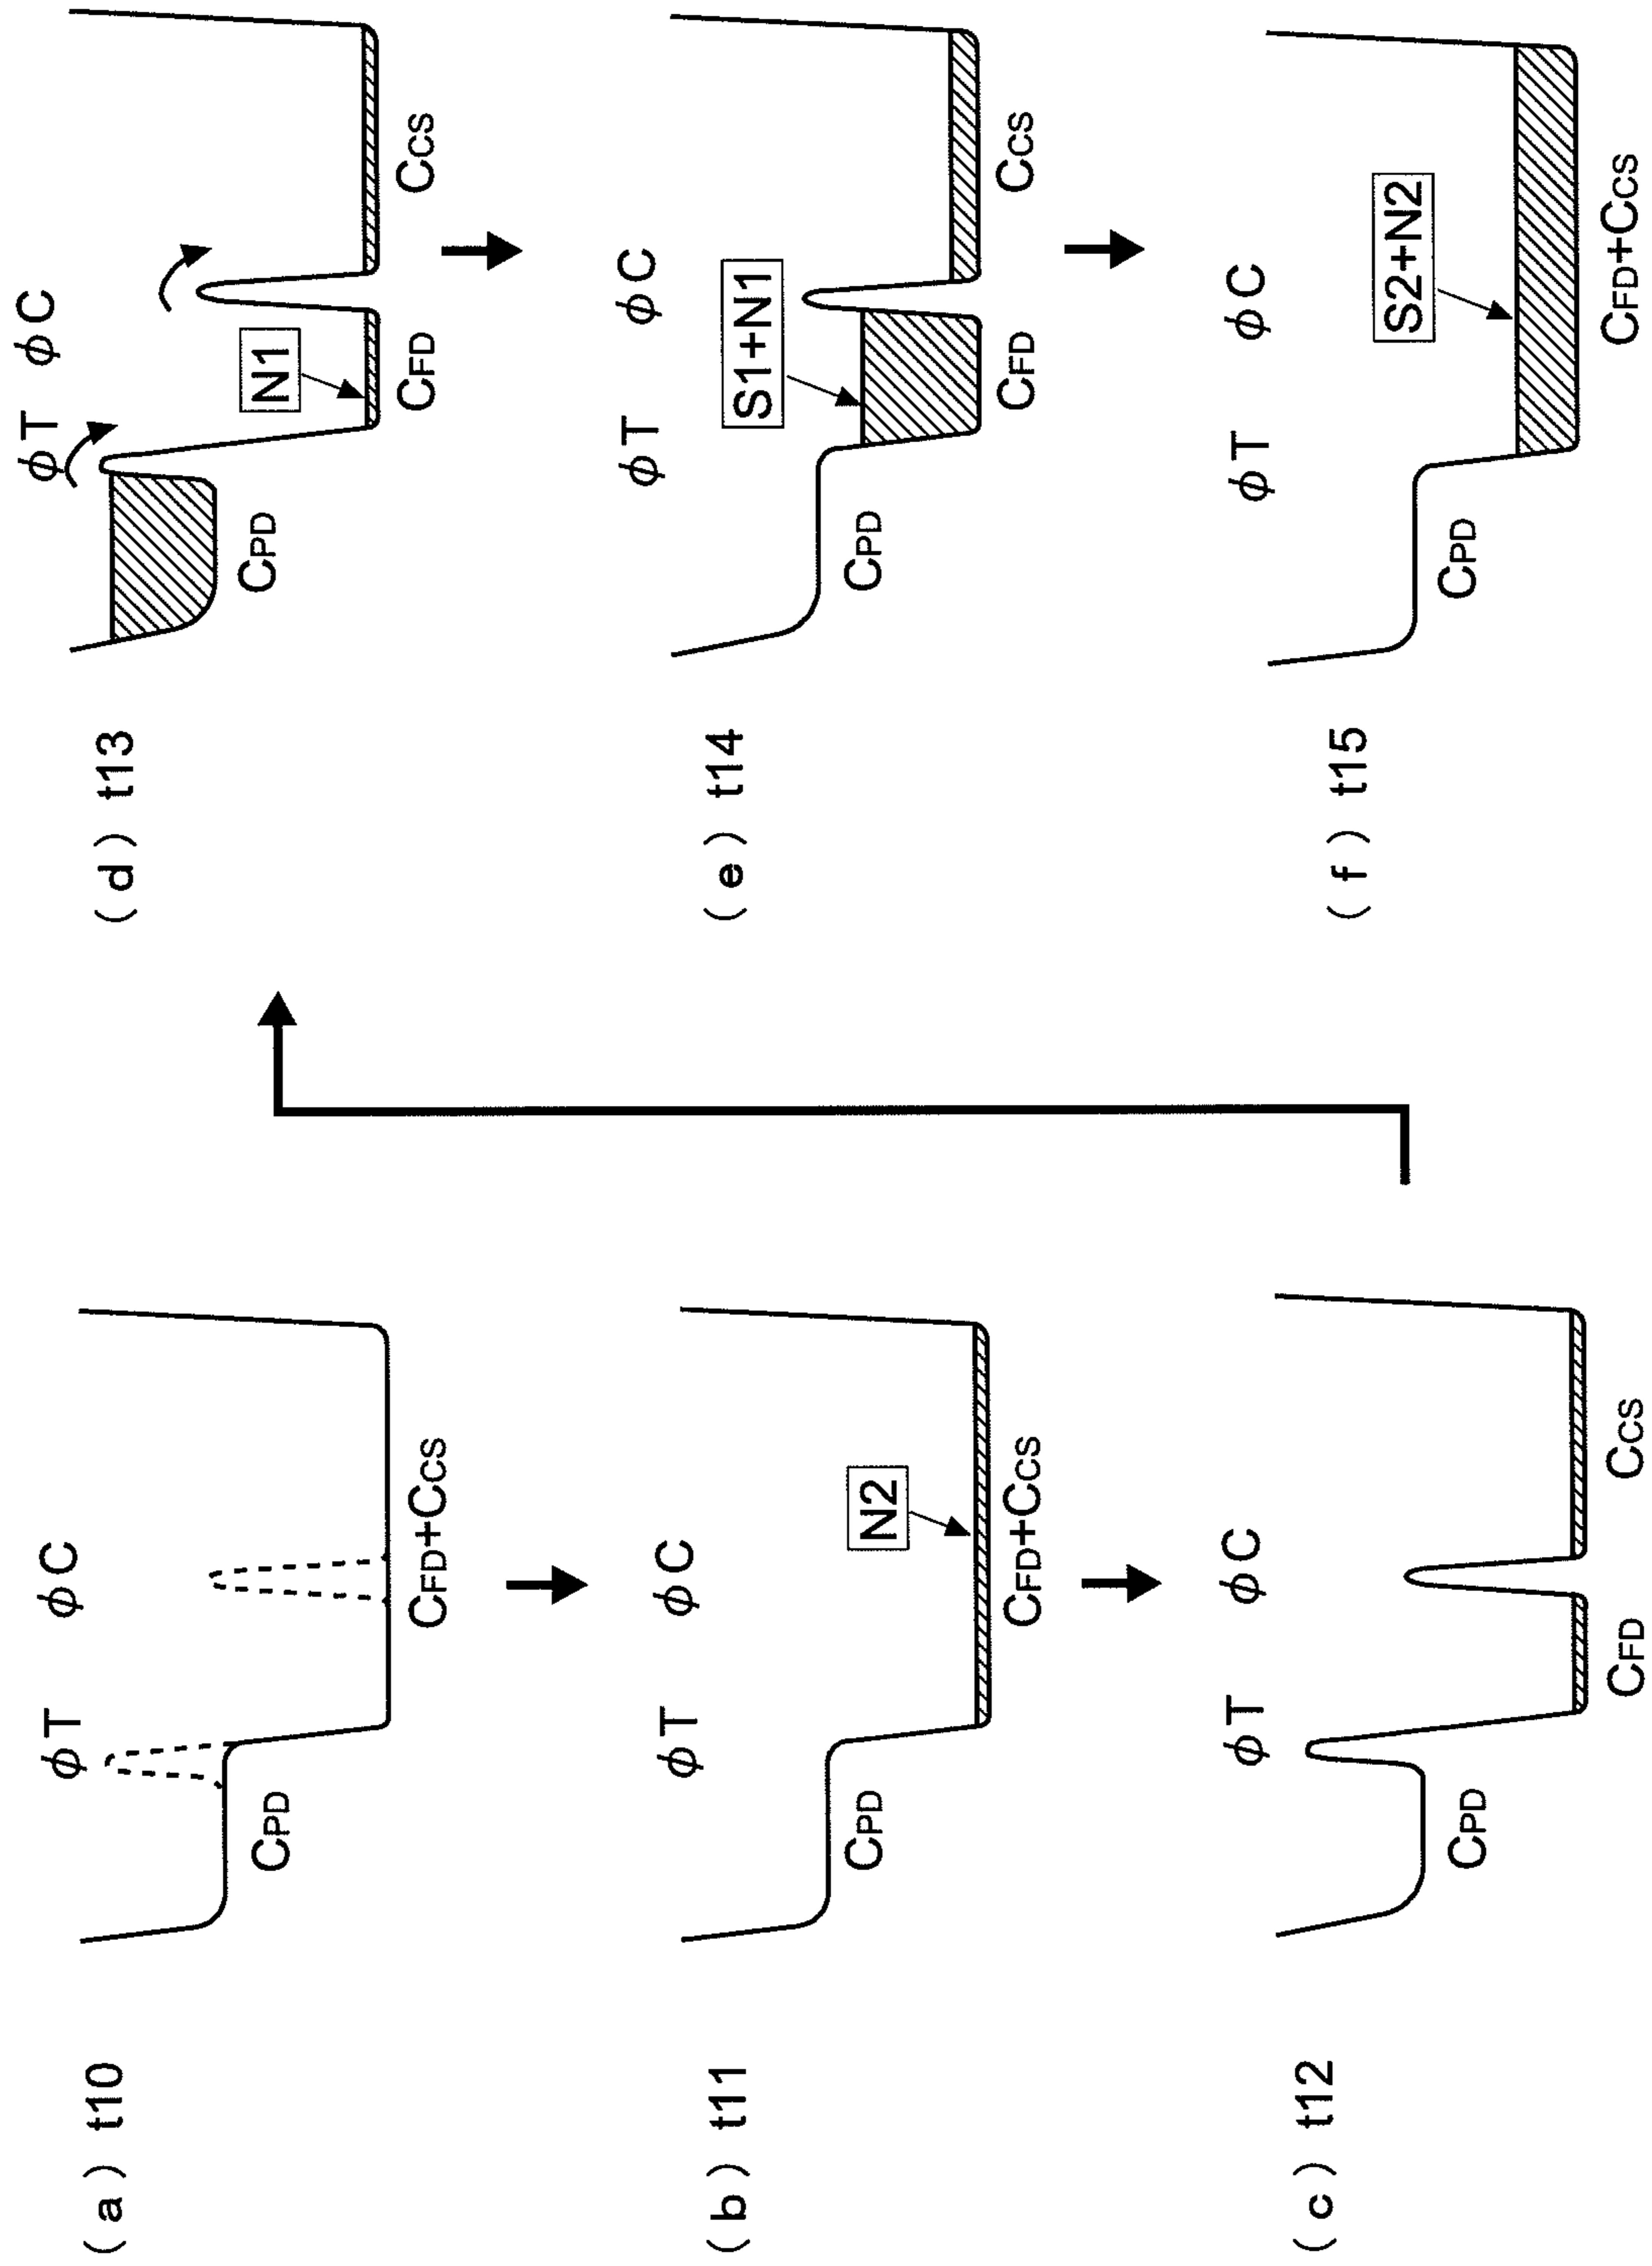 ( a ) t10
φT φC
CPD
CFD+CCS
( b ) t11
φT φC
N2
CPD
CFD+CCS
( c ) t12
φT φC
CPD
CFD CCS
( d ) t13
φT φC
N1
CPD
CFD CCS
( e ) t14
φT φC
S1+N1
CPD
CFD CCS
( f ) t15
φT φC
S2+N2
CPD
CFD+CCS